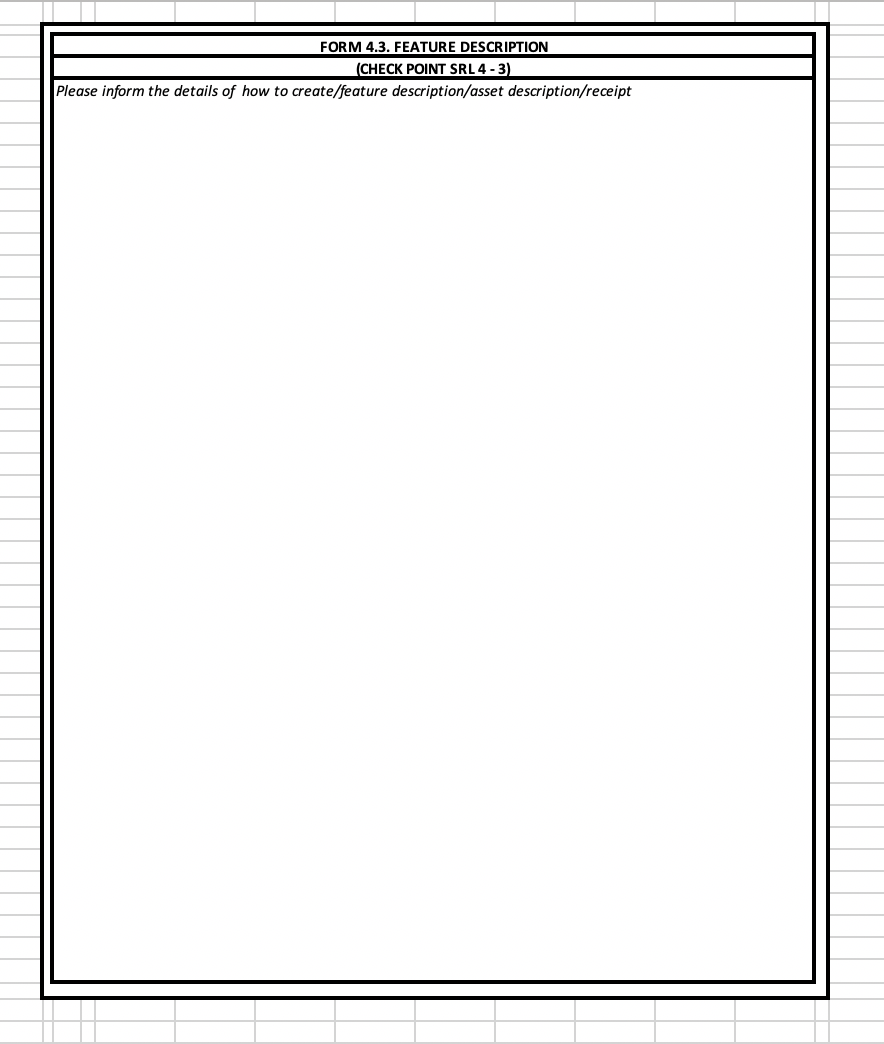 FORM 4.3. FEATURE DESCRIPTION
(CHECK POINT SRL 4 - 3)
Please inform the details of  how to create/feature description/asset description/receipt